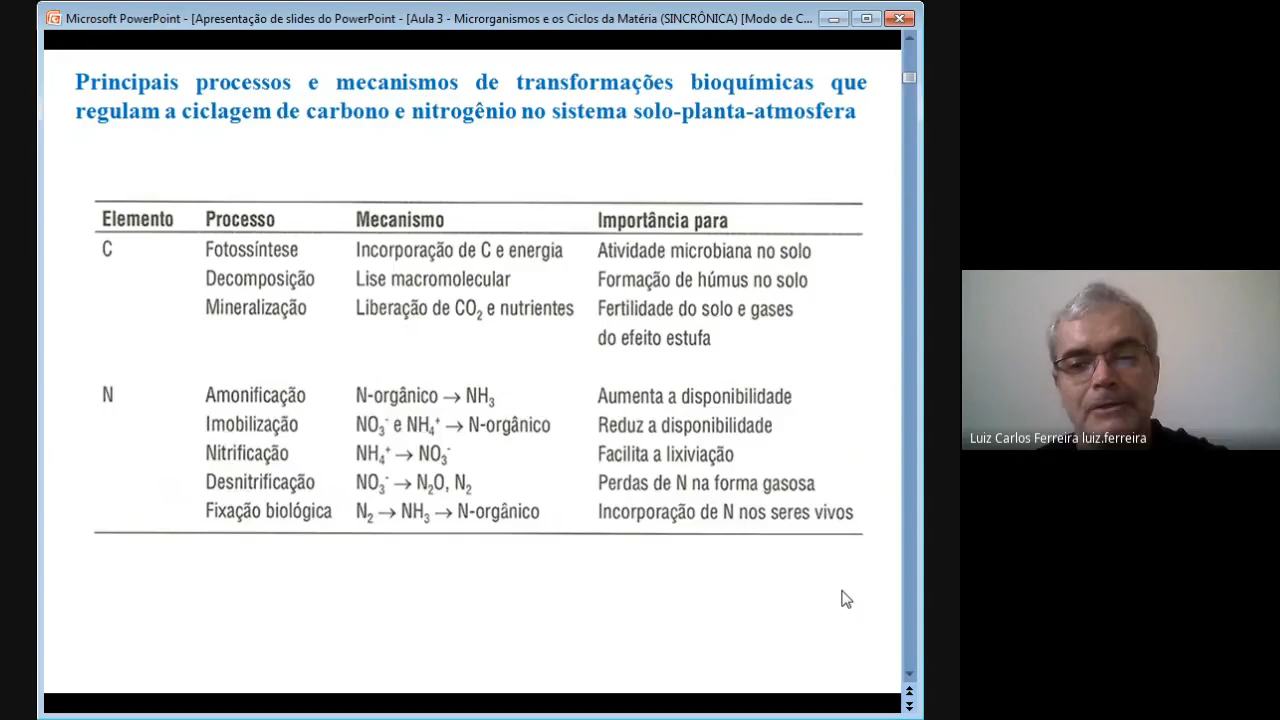 Microsoft PowerPoint - [Apresentação de slides do PowerPoint - [Aula 3 - Microrganismos e os Ciclos da Matéria (SINCRÔNICA) [Modo de C...
Principais processos e mecanismos de transformações bioquímicas que
regulam a ciclagem de carbono e nitrogênio no sistema solo-planta-atmosfera
Elemento Processo Mecanismo Importância para
C Fotossíntese Incorporação de C e energia Atividade microbiana no solo
Decomposição Lise macromolecular Formação de húmus no solo
Mineralização Liberação de CO₂ e nutrientes Fertilidade do solo e gases
do efeito estufa
N Amonificação N-orgânico → NH₃ Aumenta a disponibilidade
Imobilização NO₃⁻ e NH₄⁺ → N-orgânico Reduz a disponibilidade
Nitrificação NH₄⁺ → NO₃⁻ Facilita a lixiviação
Desnitrificação NO₃⁻ → N₂O, N₂ Perdas de N na forma gasosa
Fixação biológica N₂ → NH₃ → N-orgânico Incorporação de N nos seres vivos
Luiz Carlos Ferreira luiz.ferreira